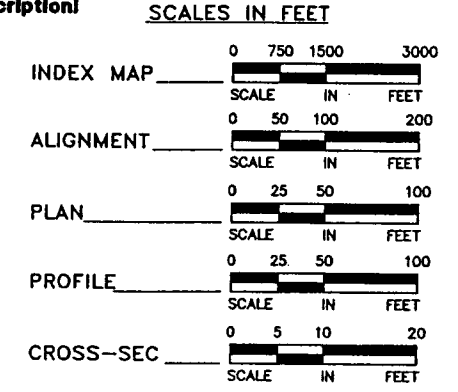 cription!
SCALES IN FEET
0 750 1500 3000
INDEX MAP
SCALE IN FEET
0 50 100 200
ALIGNMENT
SCALE IN FEET
0 25 50 100
PLAN
SCALE IN FEET
0 25. 50 100
PROFILE
SCALE IN FEET
0 5 10 20
CROSS-SEC
SCALE IN FEET